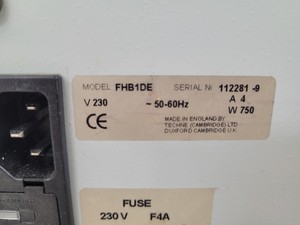 MODEL FHB1DE SERIAL Nr 112281 -9
V 230 ~ 50-60Hz A 4
W 750
CE
MADE IN ENGLAND BY
TECHNE (CAMBRIDGE) LTD
DUXFORD CAMBRIDGE U.K.
FUSE
230 V F4A